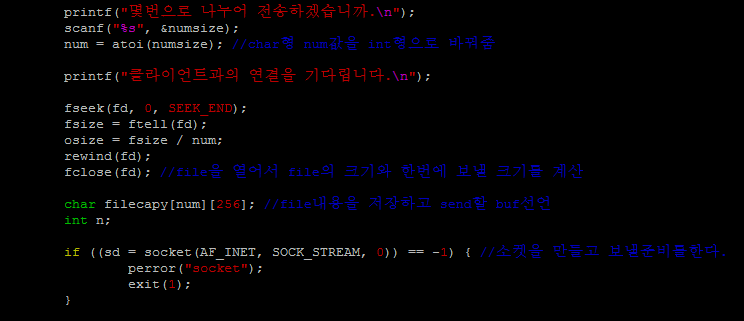 printf("몇번으로 나누어 전송하겠습니까.\n");
scanf("%s", &numsize);
num = atoi(numsize); //char형 num값을 int형으로 바꿔줌
printf("클라이언트과의 연결을 기다립니다.\n");
fseek(fd, 0, SEEK_END);
fsize = ftell(fd);
osize = fsize / num;
rewind(fd);
fclose(fd); //file을 열어서 file의 크기와 한번에 보낼 크기를 계산
char filecapy[num][256]; //file내용을 저장하고 send할 buf선언
int n;
if ((sd = socket(AF_INET, SOCK_STREAM, 0)) == -1) { //소켓을 만들고 보낼준비를한다.
perror("socket");
exit(1);
}